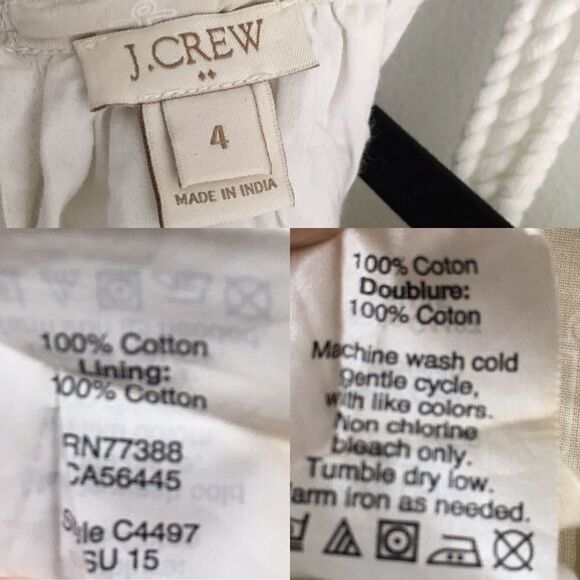 J.CREW
4
MADE IN INDIA
100% Cotton
Lining:
100% Cotton
RN77388
CA56445
Style C4497
SU 15
100% Coton
Doublure:
100% Coton
Machine wash cold
gentle cycle,
with like colors.
Non chlorine
bleach only.
Tumble dry low.
arm iron as needed.